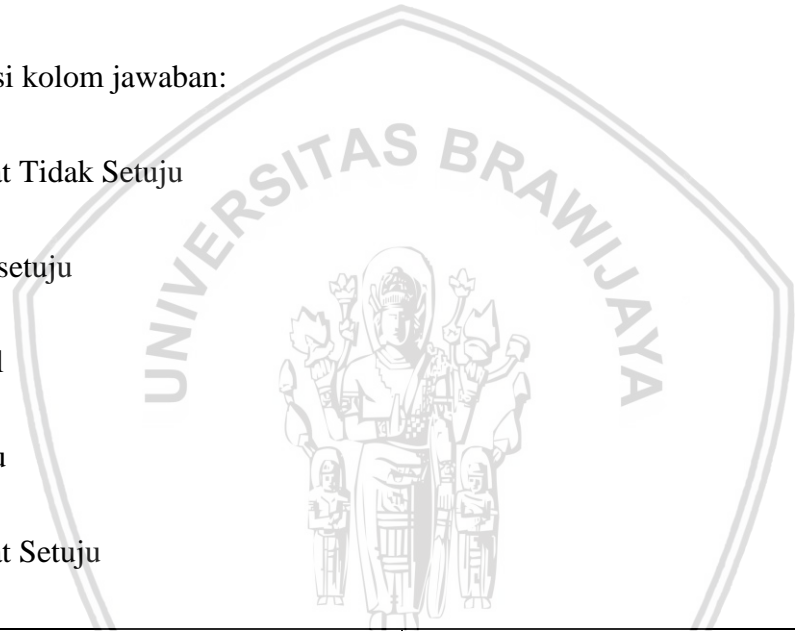 si kolom jawaban:
UNIVERSITAS BRAWIJAYA
t Tidak Setuju
setuju
u
t Setuju